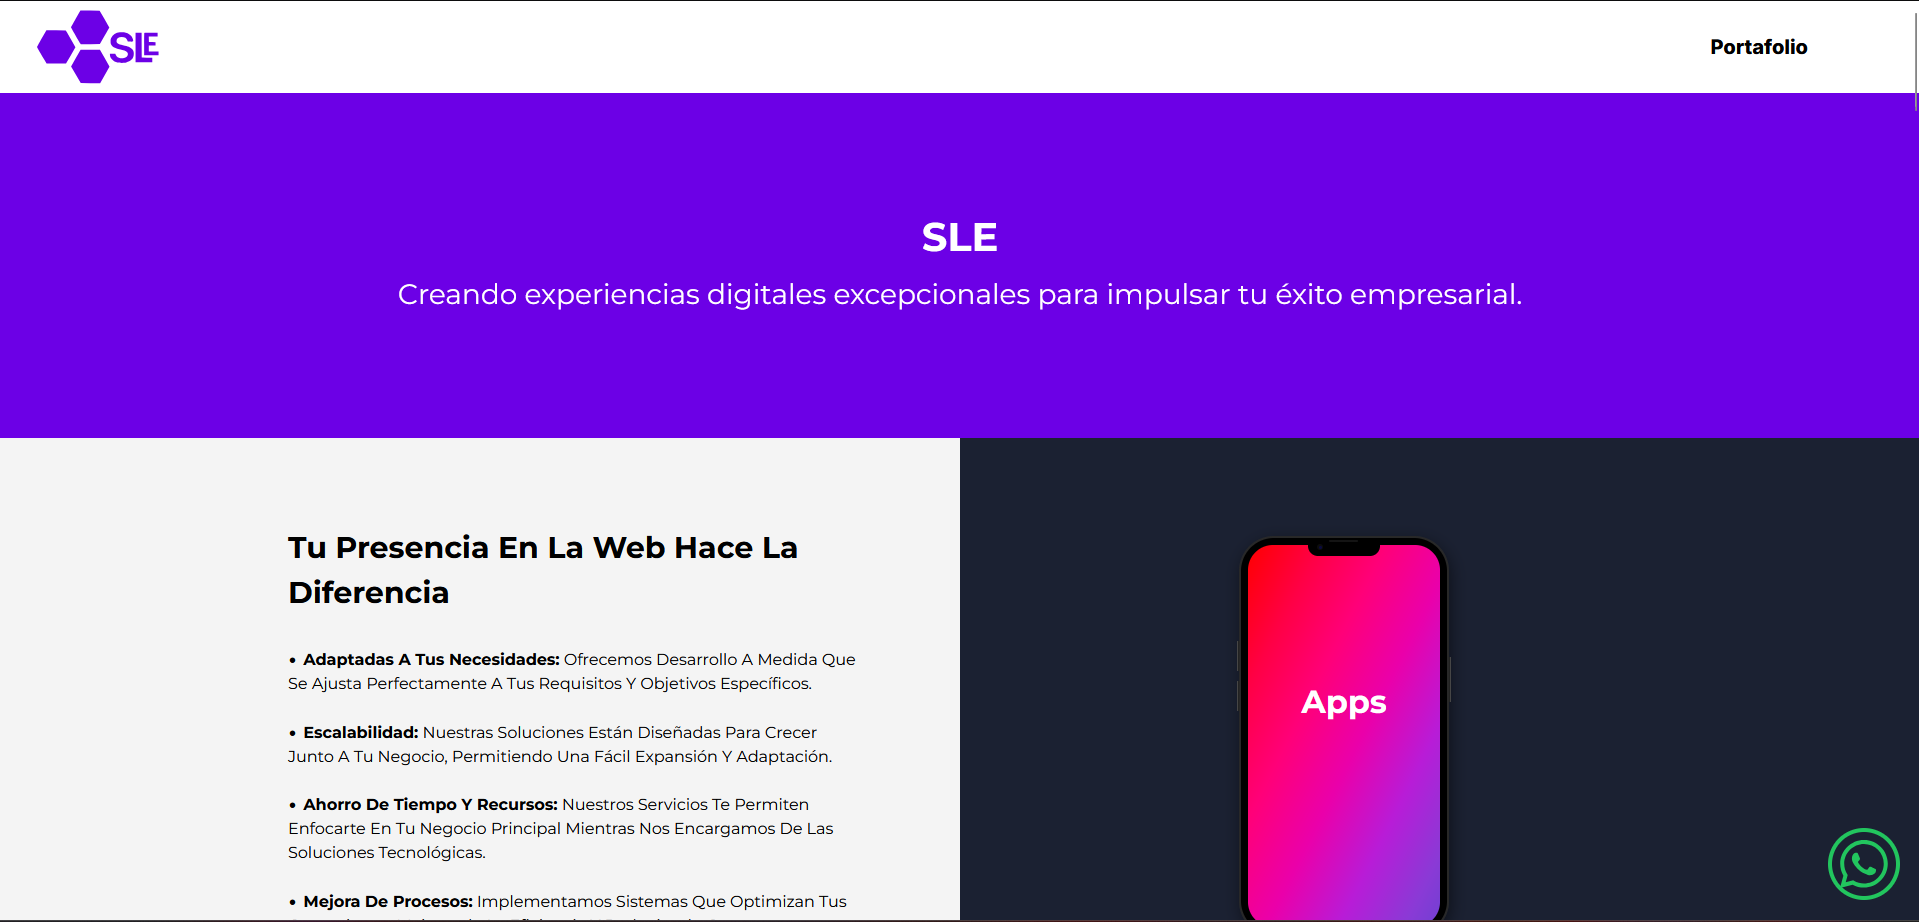 SLE
Portafolio
SLE
Creando experiencias digitales excepcionales para impulsar tu éxito empresarial.
Tu Presencia En La Web Hace La
Diferencia
• Adaptadas A Tus Necesidades: Ofrecemos Desarrollo A Medida Que
Se Ajusta Perfectamente A Tus Requisitos Y Objetivos Específicos.
• Escalabilidad: Nuestras Soluciones Están Diseñadas Para Crecer
Junto A Tu Negocio, Permitiendo Una Fácil Expansión Y Adaptación.
• Ahorro De Tiempo Y Recursos: Nuestros Servicios Te Permiten
Enfocarte En Tu Negocio Principal Mientras Nos Encargamos De Las
Soluciones Tecnológicas.
• Mejora De Procesos: Implementamos Sistemas Que Optimizan Tus
Apps